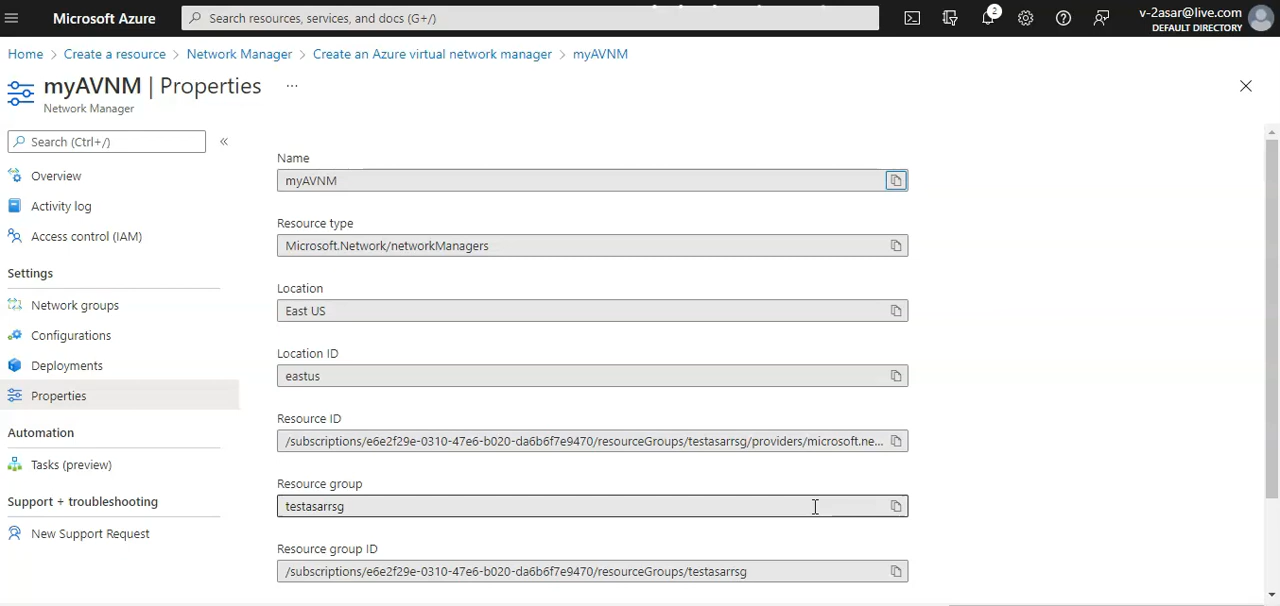 Microsoft Azure
Search resources, services, and docs (G+/)
2
v-2asar@live.com
DEFAULT DIRECTORY
Home > Create a resource > Network Manager > Create an Azure virtual network manager > myAVNM
myAVNM | Properties ...
Network Manager
Search (Ctrl+/)
«
Overview
Activity log
Access control (IAM)
Settings
Network groups
Configurations
Deployments
Properties
Automation
Tasks (preview)
Support + troubleshooting
New Support Request
Name
myAVNM
Resource type
Microsoft.Network/networkManagers
Location
East US
Location ID
eastus
Resource ID
/subscriptions/e6e2f29e-0310-47e6-b020-da6b6f7e9470/resourceGroups/testasarrsg/providers/microsoft.ne...
Resource group
testasarrsg
Resource group ID
/subscriptions/e6e2f29e-0310-47e6-b020-da6b6f7e9470/resourceGroups/testasarrsg